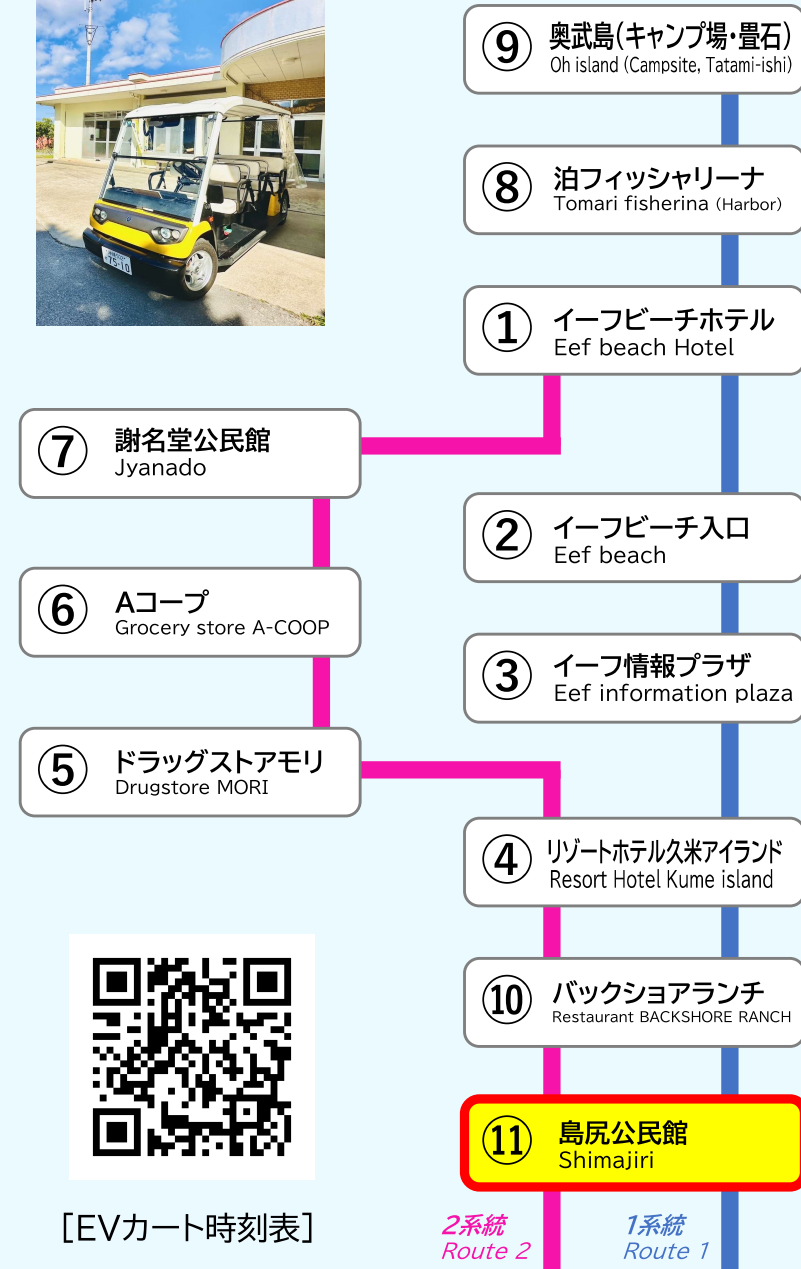 ⑨ 奥武島(キャンプ場・畳石)
Oh island (Campsite, Tatami-ishi)
⑧ 泊フィッシャリーナ
Tomari fisherina (Harbor)
① イーフビーチホテル
Eef beach Hotel
⑦ 謝名堂公民館
Jyanado
② イーフビーチ入口
Eef beach
⑥ Aコープ
Grocery store A-COOP
③ イーフ情報プラザ
Eef information plaza
⑤ ドラッグストアモリ
Drugstore MORI
④ リゾートホテル久米アイランド
Resort Hotel Kume island
⑩ バックショアランチ
Restaurant BACKSHORE RANCH
⑪ 島尻公民館
Shimajiri
[EVカート時刻表]
2系統
Route 2
1系統
Route 1
75-10